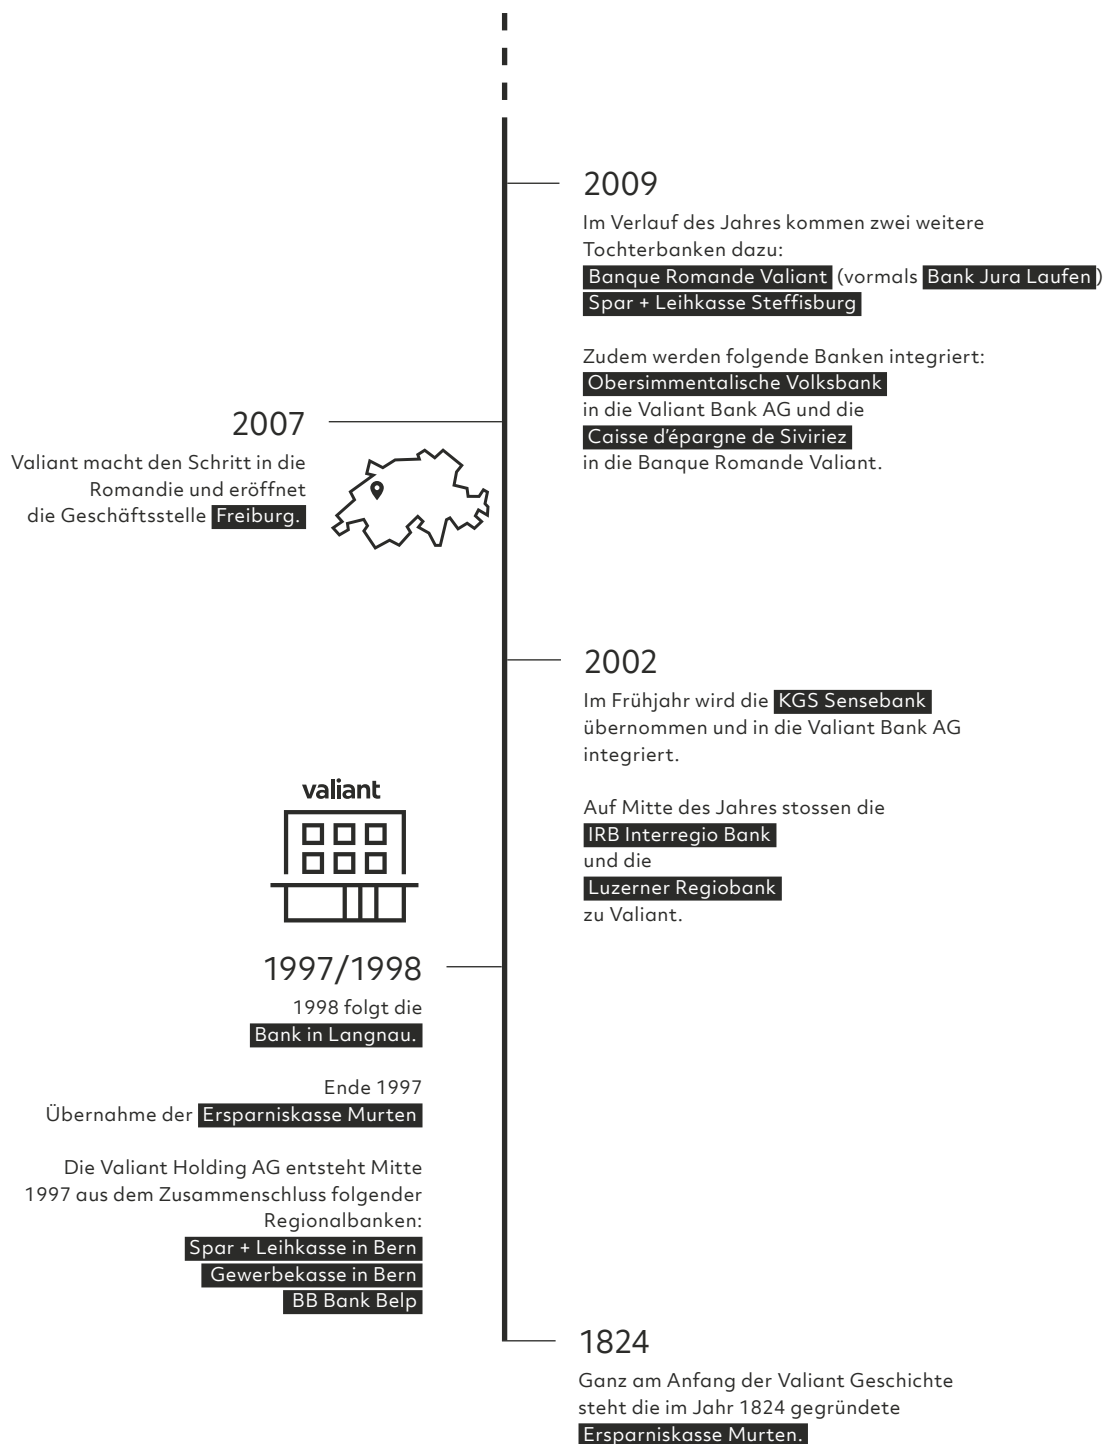 2009
Im Verlauf des Jahres kommen zwei weitere
Tochterbanken dazu:
Banque Romande Valiant (vormals Bank Jura Laufen)
Spar + Leihkasse Steffisburg
Zudem werden folgende Banken integriert:
Obersimmentalische Volksbank
in die Valiant Bank AG und die
Caisse d'épargne de Siviriez
in die Banque Romande Valiant.
2007
Valiant macht den Schritt in die
Romandie und eröffnet
die Geschäftsstelle Freiburg.
2002
Im Frühjahr wird die KGS Sensebank
übernommen und in die Valiant Bank AG
integriert.
Auf Mitte des Jahres stossen die
IRB Interregio Bank
und die
Luzerner Regiobank
zu Valiant.
valiant
1997/1998
1998 folgt die
Bank in Langnau.
Ende 1997
Übernahme der Ersparniskasse Murten
Die Valiant Holding AG entsteht Mitte
1997 aus dem Zusammenschluss folgender
Regionalbanken:
Spar + Leihkasse in Bern
Gewerbekasse in Bern
BB Bank Belp
1824
Ganz am Anfang der Valiant Geschichte
steht die im Jahr 1824 gegründete
Ersparniskasse Murten.